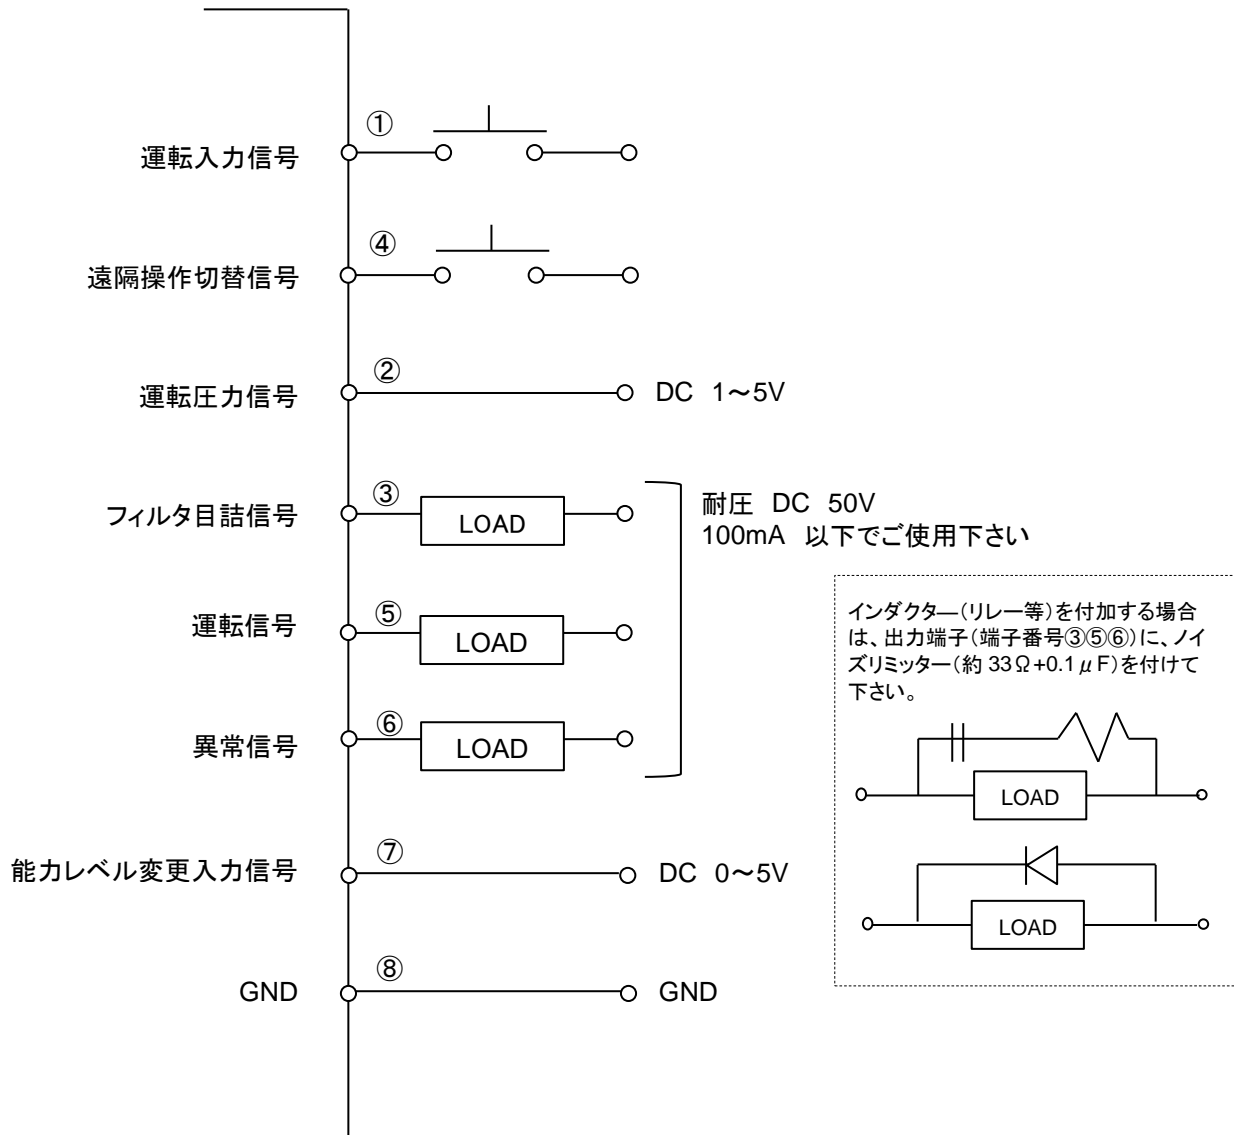 ①
運転入力信号
④
遠隔操作切替信号
②
運転圧力信号
DC 1～5V
③
フィルタ目詰信号
LOAD
耐圧 DC 50V
100mA 以下でご使用下さい
⑤
運転信号
LOAD
⑥
異常信号
LOAD
⑦
能力レベル変更入力信号
DC 0～5V
⑧
GND
GND
インダクタ―(リレー等)を付加する場合
は、出力端子(端子番号③⑤⑥)に、ノイ
ズリミッター(約 33Ω+0.1μF)を付けて
下さい。
LOAD
LOAD